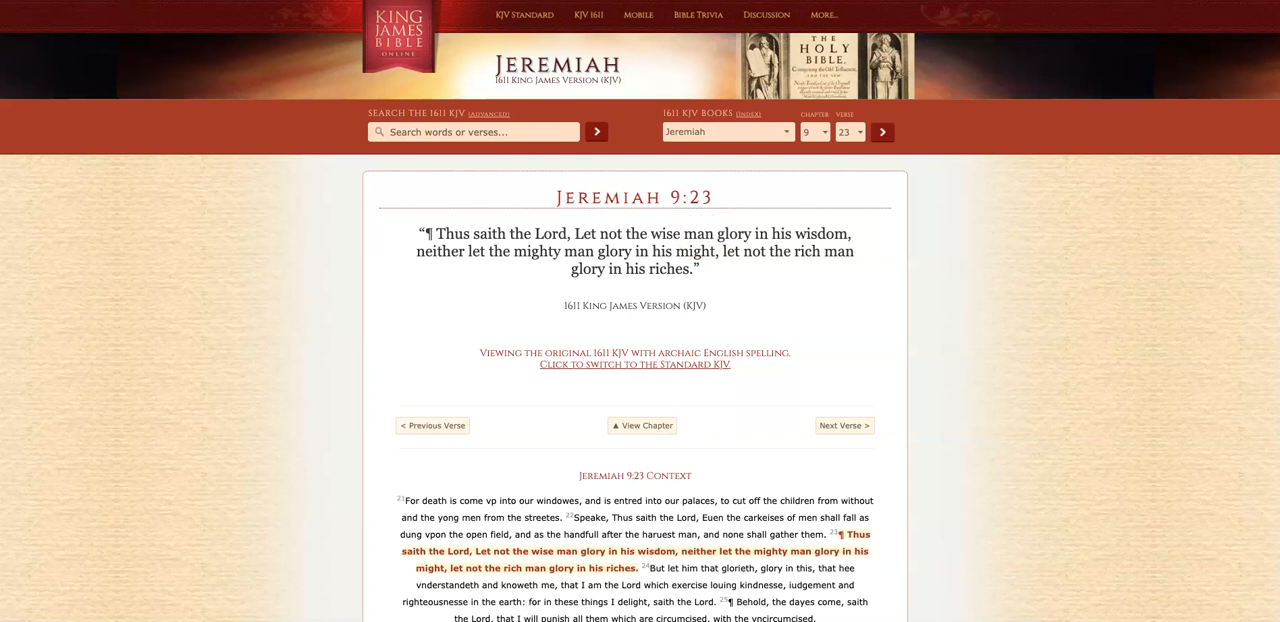 KING
JAMES
BIBLE
ONLINE
KJV STANDARD KJV 1611 MOBILE BIBLE TRIVIA DISCUSSION MORE...
JEREMIAH
1611 KING JAMES VERSION (KJV)
THE
HOLY
BIBLE,
SEARCH THE 1611 KJV [ADVANCED]
Search words or verses...
1611 KJV BOOKS [INDEX] CHAPTER VERSE
Jeremiah 9 23
JEREMIAH 9:23
“¶ Thus saith the Lord, Let not the wise man glory in his wisdom,
neither let the mighty man glory in his might, let not the rich man
glory in his riches.”
1611 KING JAMES VERSION (KJV)
VIEWING THE ORIGINAL 1611 KJV WITH ARCHAIC ENGLISH SPELLING.
CLICK TO SWITCH TO THE STANDARD KJV.
< Previous Verse ▲ View Chapter Next Verse >
JEREMIAH 9:23 CONTEXT
21For death is come vp into our windowes, and is entred into our palaces, to cut off the children from without
and the yong men from the streetes. 22Speake, Thus saith the Lord, Euen the carkeises of men shall fall as
dung vpon the open field, and as the handfull after the haruest man, and none shall gather them. 23¶ Thus
saith the Lord, Let not the wise man glory in his wisdom, neither let the mighty man glory in his
might, let not the rich man glory in his riches. 24But let him that glorieth, glory in this, that hee
vnderstandeth and knoweth me, that I am the Lord which exercise louing kindnesse, iudgement and
righteousnesse in the earth: for in these things I delight, saith the Lord. 25¶ Behold, the dayes come, saith
the Lord, that I will punish all them which are circumcised, with the vncircumcised.